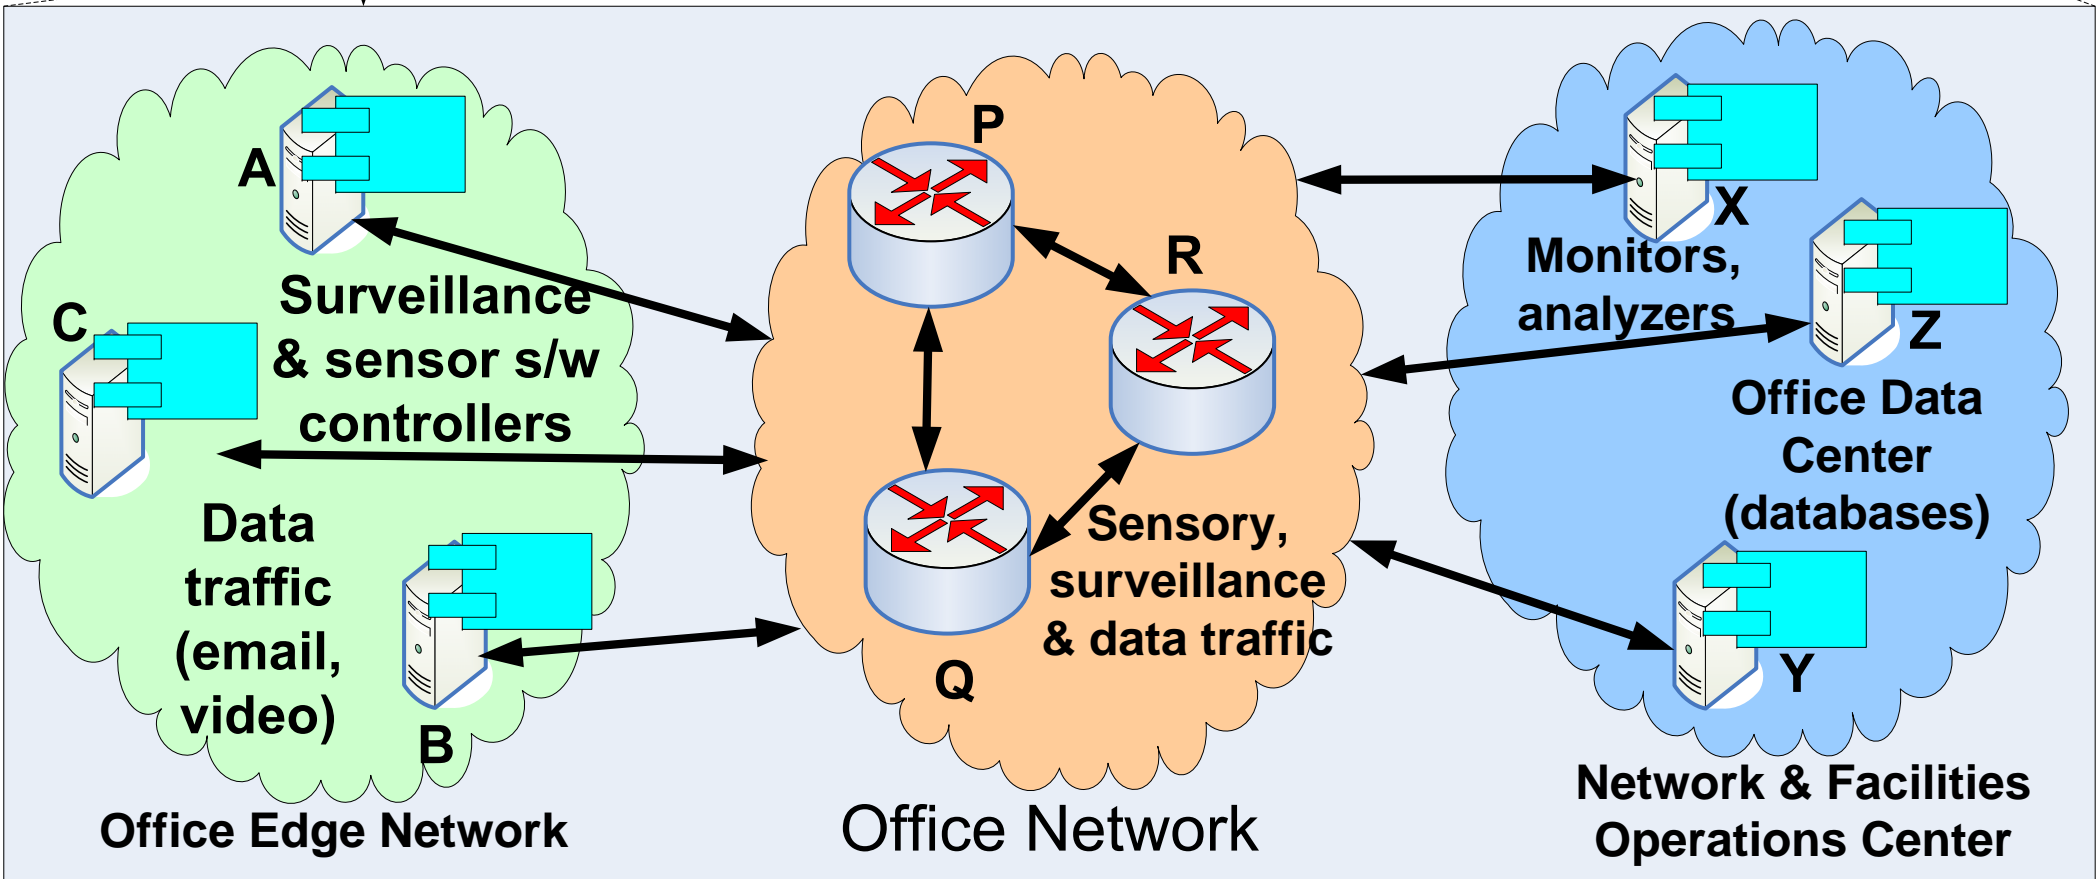 A
Surveillance
& sensor s/w
controllers
C
Data
traffic
(email,
video)
B
Office Edge Network
P
R
Q
Sensory,
surveillance
& data traffic
Office Network
X
Monitors,
analyzers
Z
Office Data
Center
(databases)
Y
Network & Facilities
Operations Center